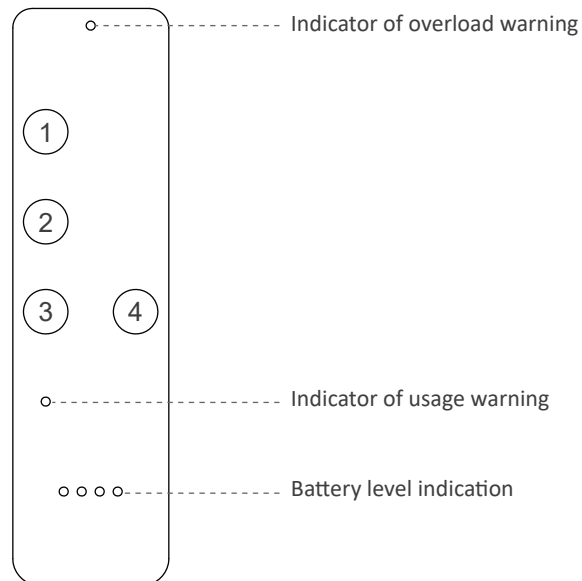 Indicator of overload warning
1
2
3 4
Indicator of usage warning
Battery level indication